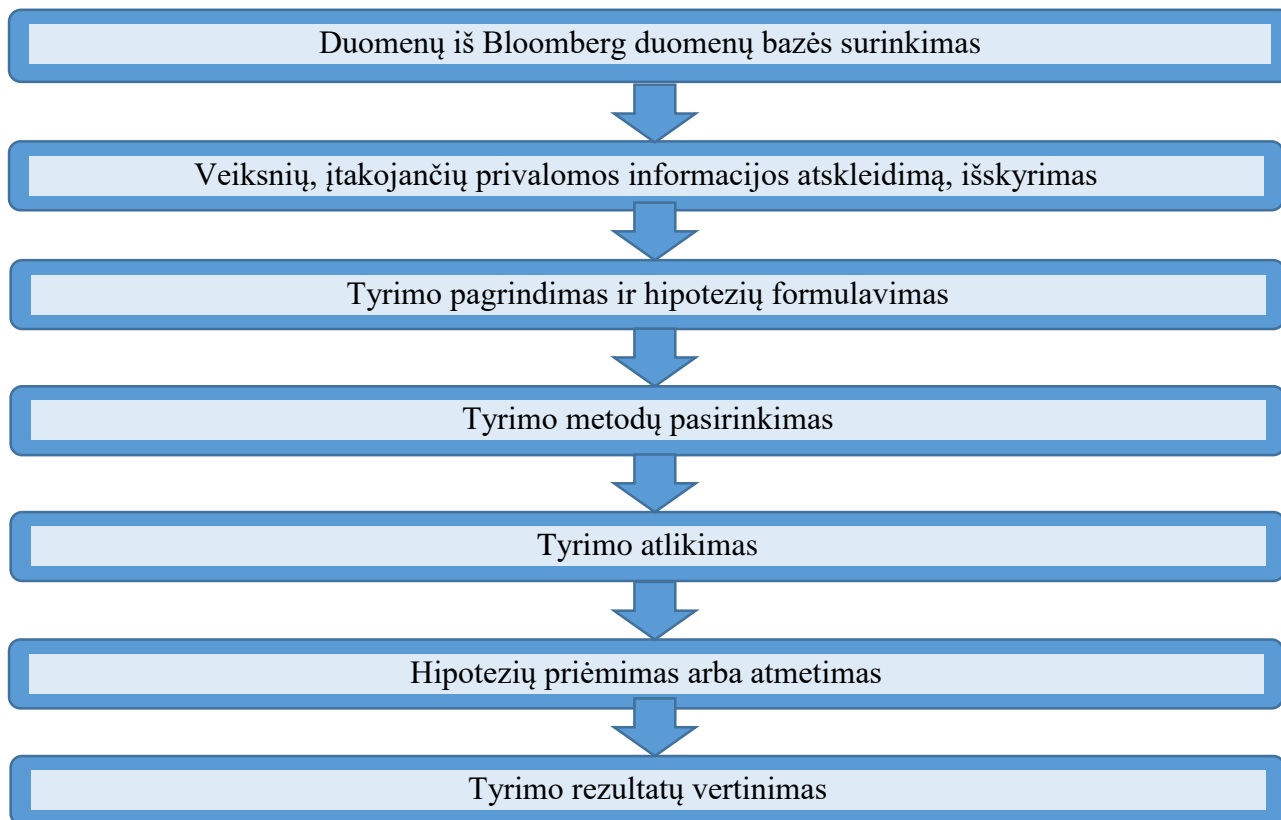 Duomenų iš Bloomberg duomenų bazės surinkimas
Veiksnių, įtakojančių privalomos informacijos atskleidimą, išskyrimas
Tyrimo pagrindimas ir hipotezių formulavimas
Tyrimo metodų pasirinkimas
Tyrimo atlikimas
Hipotezių priėmimas arba atmetimas
Tyrimo rezultatų vertinimas